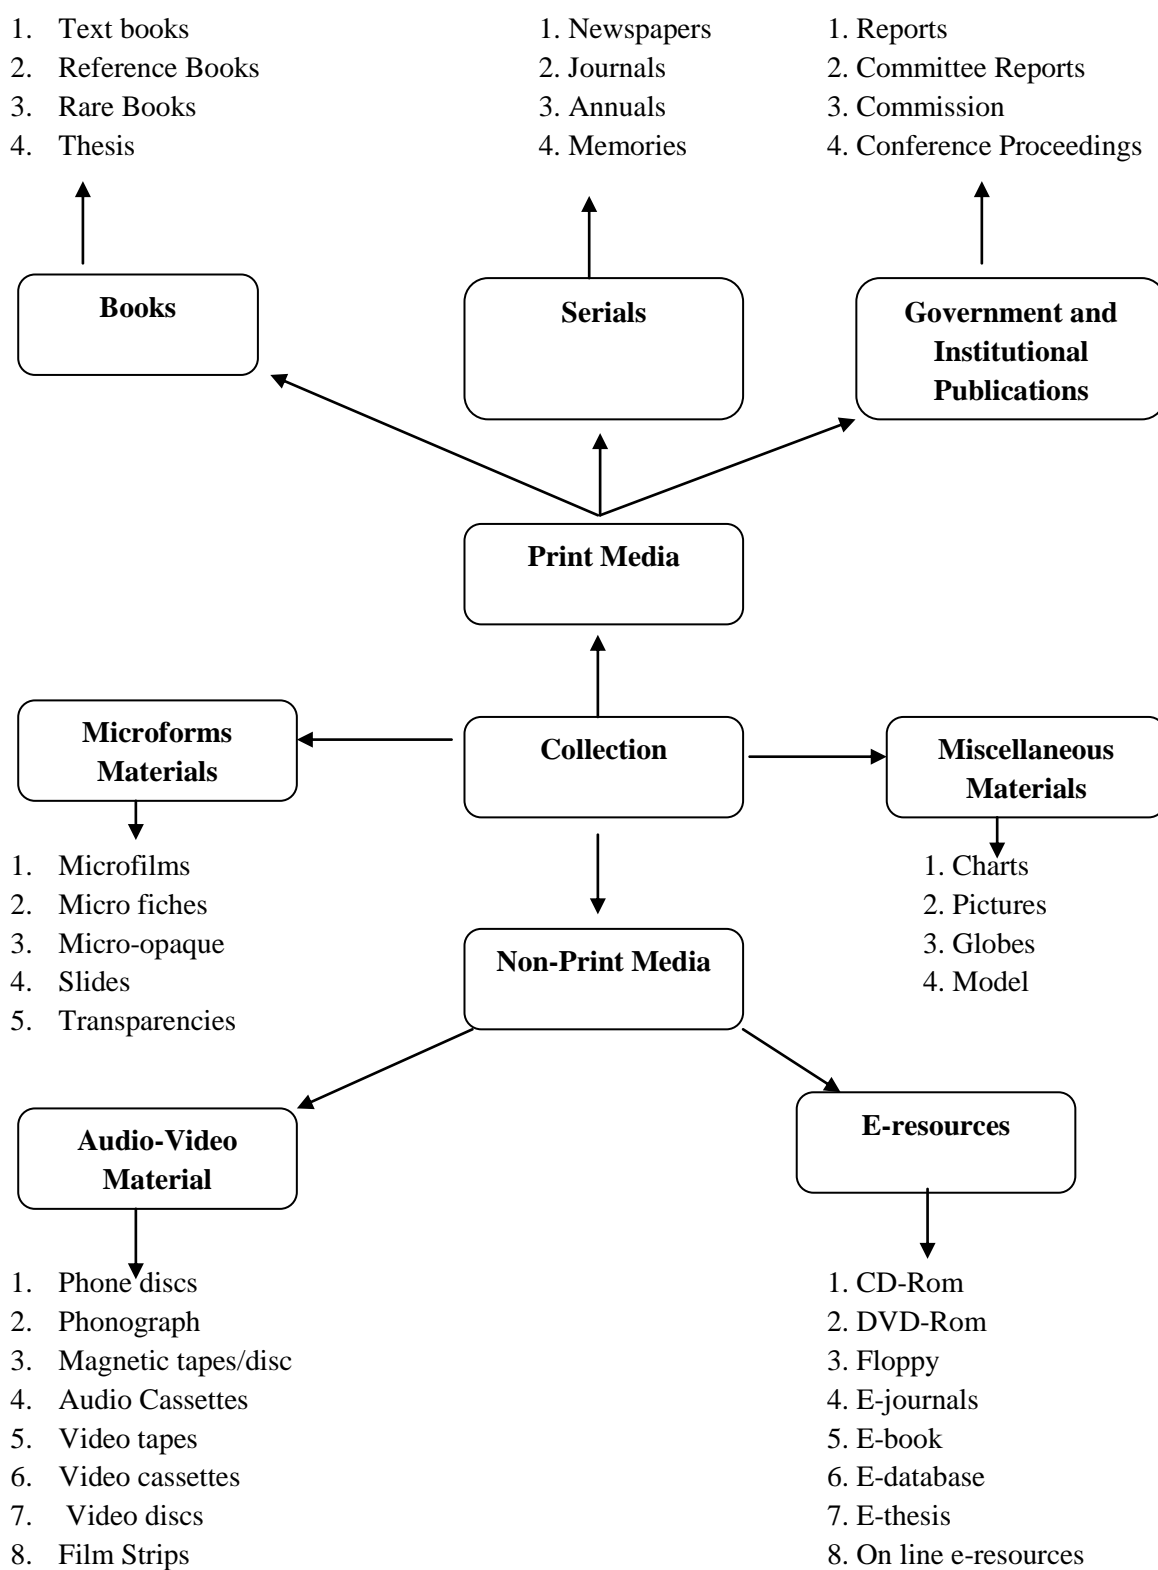 1. Text books
2. Reference Books
3. Rare Books
4. Thesis
1. Newspapers
2. Journals
3. Annuals
4. Memories
1. Reports
2. Committee Reports
3. Commission
4. Conference Proceedings
Books
Serials
Government and
Institutional
Publications
Print Media
Microforms
Materials
Collection
Miscellaneous
Materials
1. Microfilms
2. Micro fiches
3. Micro-opaque
4. Slides
5. Transparencies
1. Charts
2. Pictures
3. Globes
4. Model
Non-Print Media
Audio-Video
Material
E-resources
1. Phone discs
2. Phonograph
3. Magnetic tapes/disc
4. Audio Cassettes
5. Video tapes
6. Video cassettes
7. Video discs
8. Film Strips
1. CD-Rom
2. DVD-Rom
3. Floppy
4. E-journals
5. E-book
6. E-database
7. E-thesis
8. On line e-resources